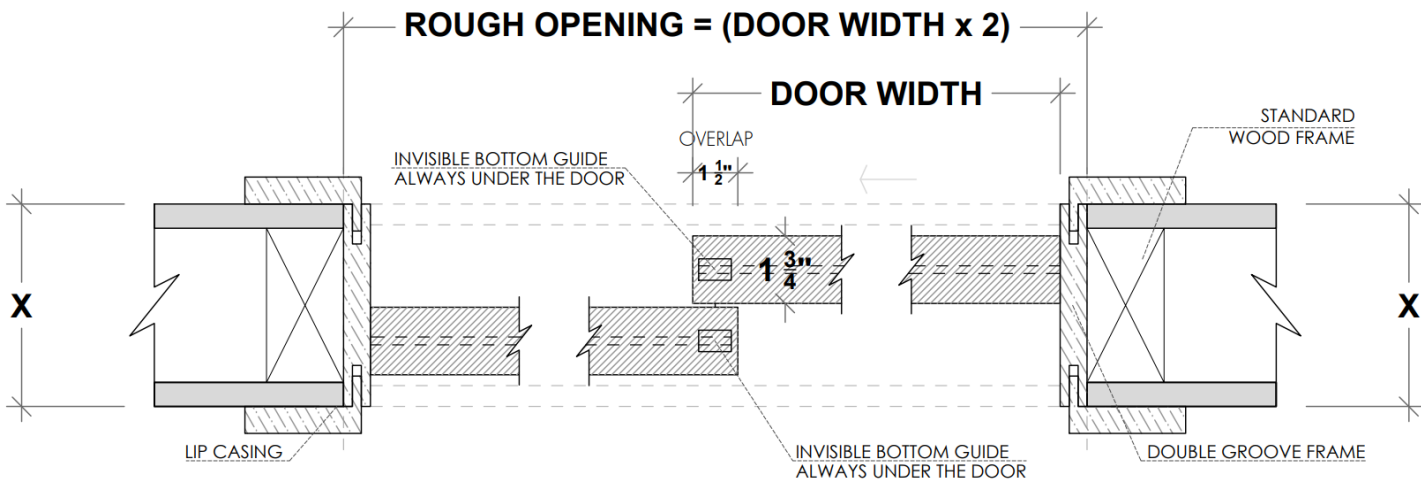 ROUGH OPENING = (DOOR WIDTH x 2)
DOOR WIDTH
STANDARD
WOOD FRAME
OVERLAP
1 1/2"
INVISIBLE BOTTOM GUIDE
ALWAYS UNDER THE DOOR
1 3/4"
X
X
LIP CASING
INVISIBLE BOTTOM GUIDE
ALWAYS UNDER THE DOOR
DOUBLE GROOVE FRAME